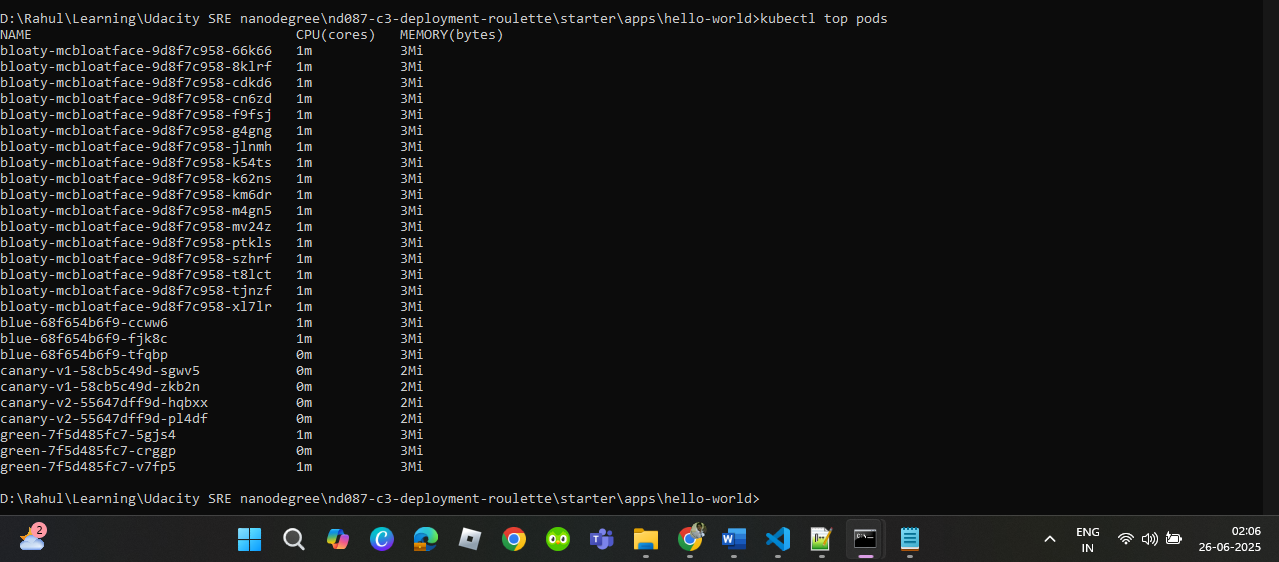 D:\Rahul\Learning\Udacity SRE nanodegree\nd087-c3-deployment-roulette\starter\apps\hello-world>kubectl top pods
NAME CPU(cores) MEMORY(bytes)
bloaty-mcbloatface-9d8f7c958-66k66 1m 3Mi
bloaty-mcbloatface-9d8f7c958-8klrf 1m 3Mi
bloaty-mcbloatface-9d8f7c958-cdkd6 1m 3Mi
bloaty-mcbloatface-9d8f7c958-cn6zd 1m 3Mi
bloaty-mcbloatface-9d8f7c958-f9fsj 1m 3Mi
bloaty-mcbloatface-9d8f7c958-g4gng 1m 3Mi
bloaty-mcbloatface-9d8f7c958-jlnmh 1m 3Mi
bloaty-mcbloatface-9d8f7c958-k54ts 1m 3Mi
bloaty-mcbloatface-9d8f7c958-k62ns 1m 3Mi
bloaty-mcbloatface-9d8f7c958-km6dr 1m 3Mi
bloaty-mcbloatface-9d8f7c958-m4gn5 1m 3Mi
bloaty-mcbloatface-9d8f7c958-mv24z 1m 3Mi
bloaty-mcbloatface-9d8f7c958-ptkls 1m 3Mi
bloaty-mcbloatface-9d8f7c958-szhrf 1m 3Mi
bloaty-mcbloatface-9d8f7c958-t8lct 1m 3Mi
bloaty-mcbloatface-9d8f7c958-tjnzf 1m 3Mi
bloaty-mcbloatface-9d8f7c958-xl7lr 1m 3Mi
blue-68f654b6f9-ccww6 1m 3Mi
blue-68f654b6f9-fjk8c 1m 3Mi
blue-68f654b6f9-tfqbp 0m 3Mi
canary-v1-58cb5c49d-sgwv5 0m 2Mi
canary-v1-58cb5c49d-zkb2n 0m 2Mi
canary-v2-55647dff9d-hqbxx 0m 2Mi
canary-v2-55647dff9d-pl4df 0m 2Mi
green-7f5d485fc7-5gjs4 1m 3Mi
green-7f5d485fc7-crggp 0m 3Mi
green-7f5d485fc7-v7fp5 1m 3Mi
D:\Rahul\Learning\Udacity SRE nanodegree\nd087-c3-deployment-roulette\starter\apps\hello-world>
2
ENG
IN
02:06
26-06-2025